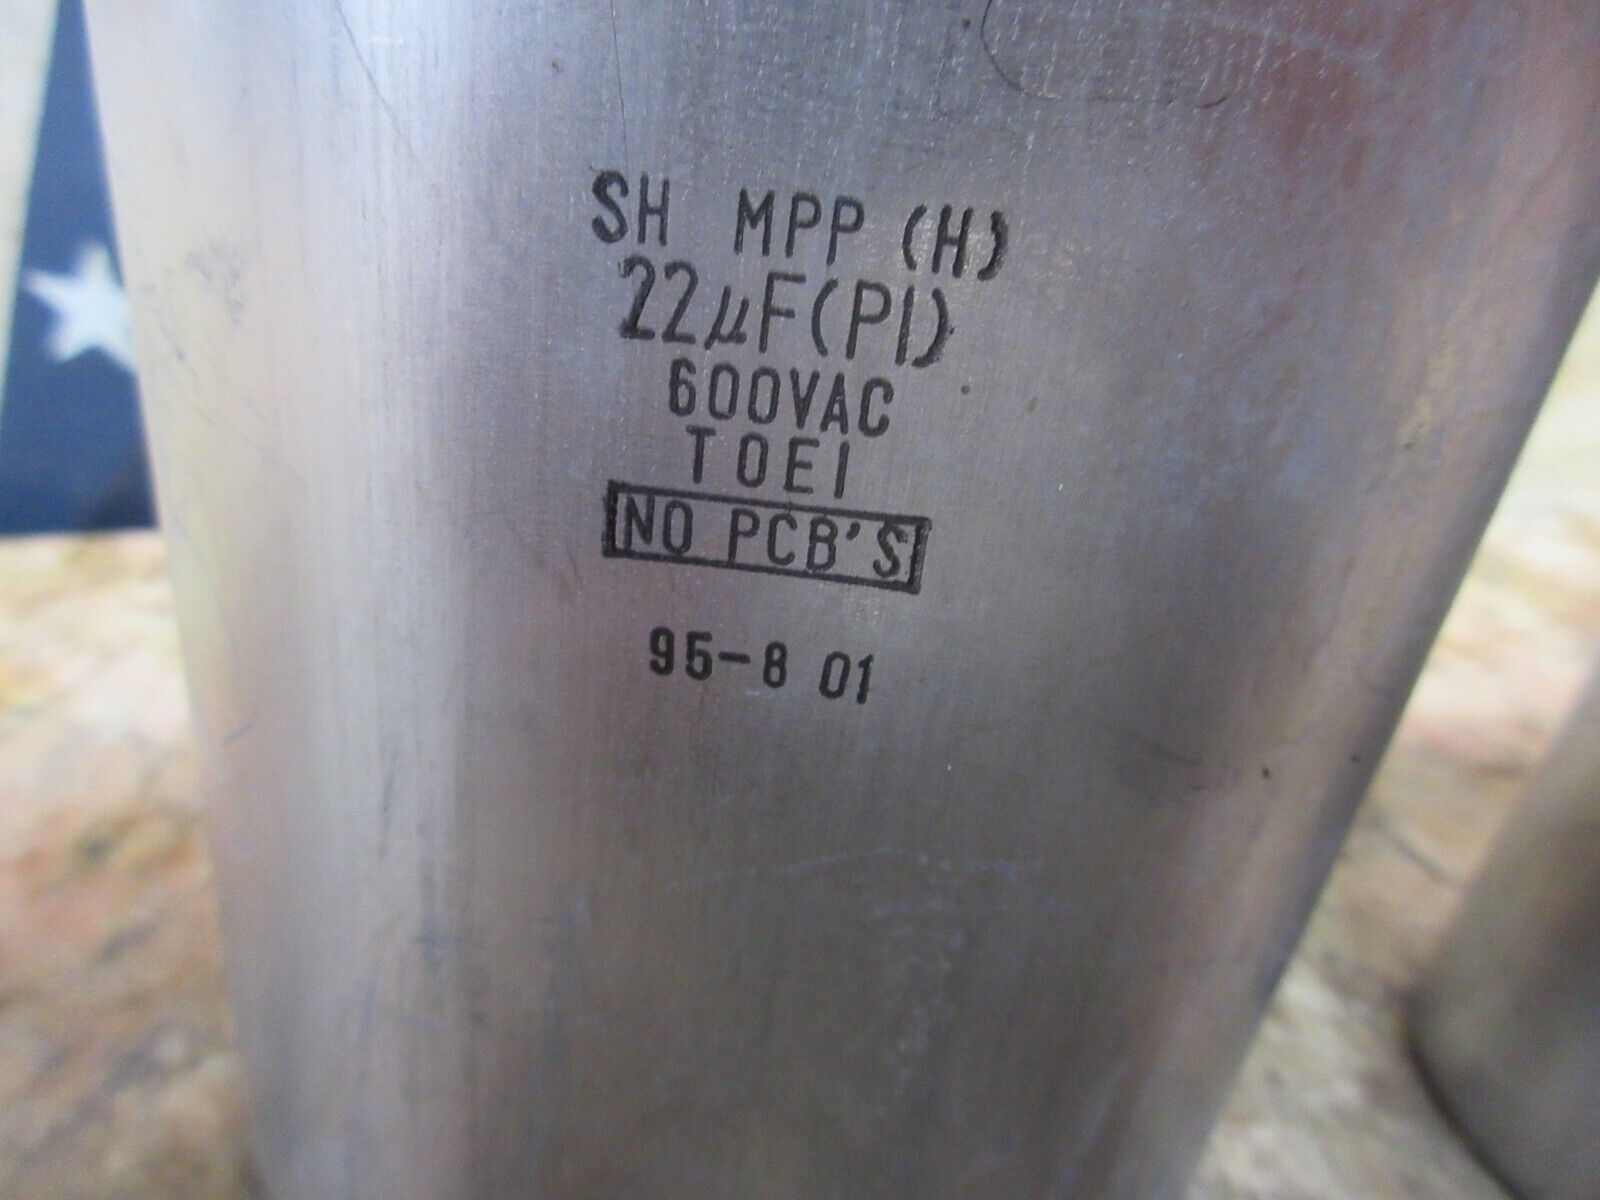 SH MPP (H)
22µF(PI)
600VAC
TOEI
NO PCB'S
95-8 01